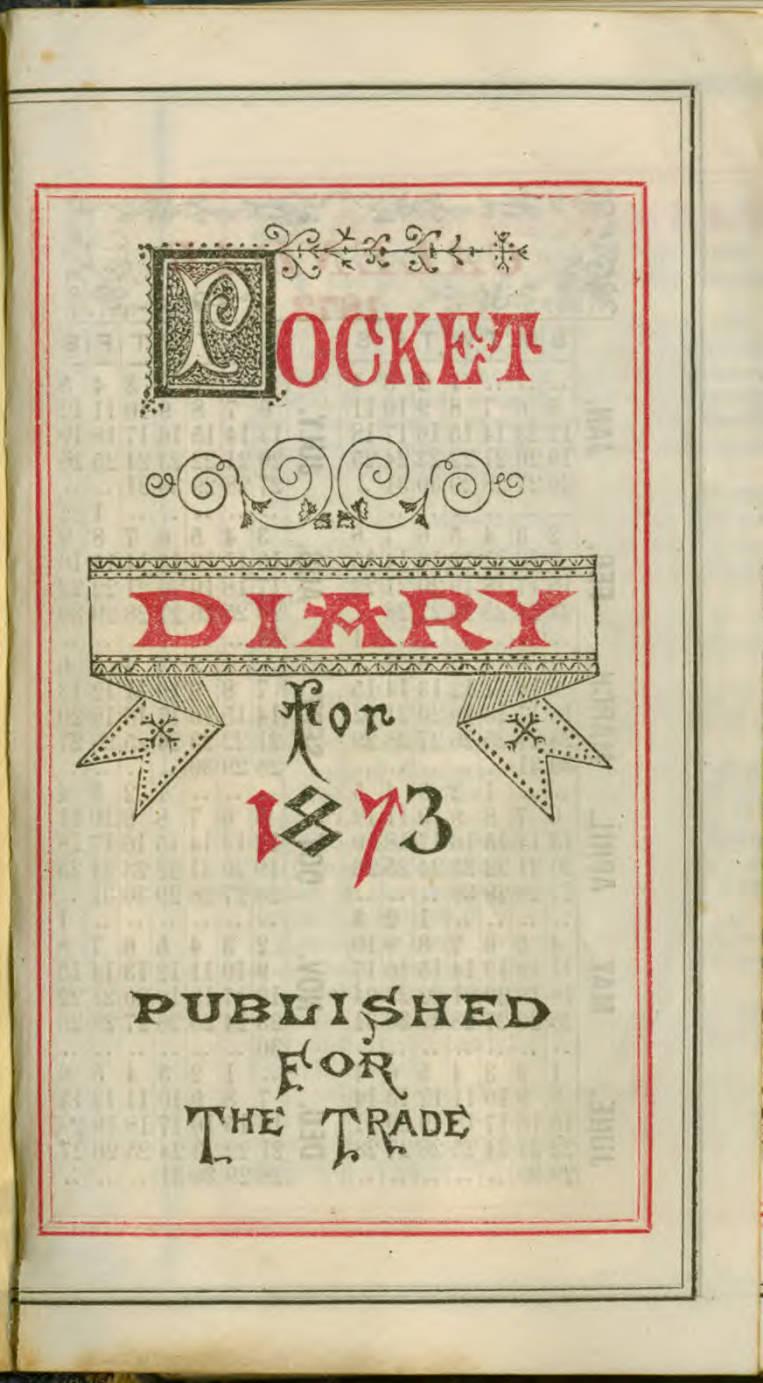 POCKET
DIARY
for
1873
PUBLISHED
FOR
THE TRADE